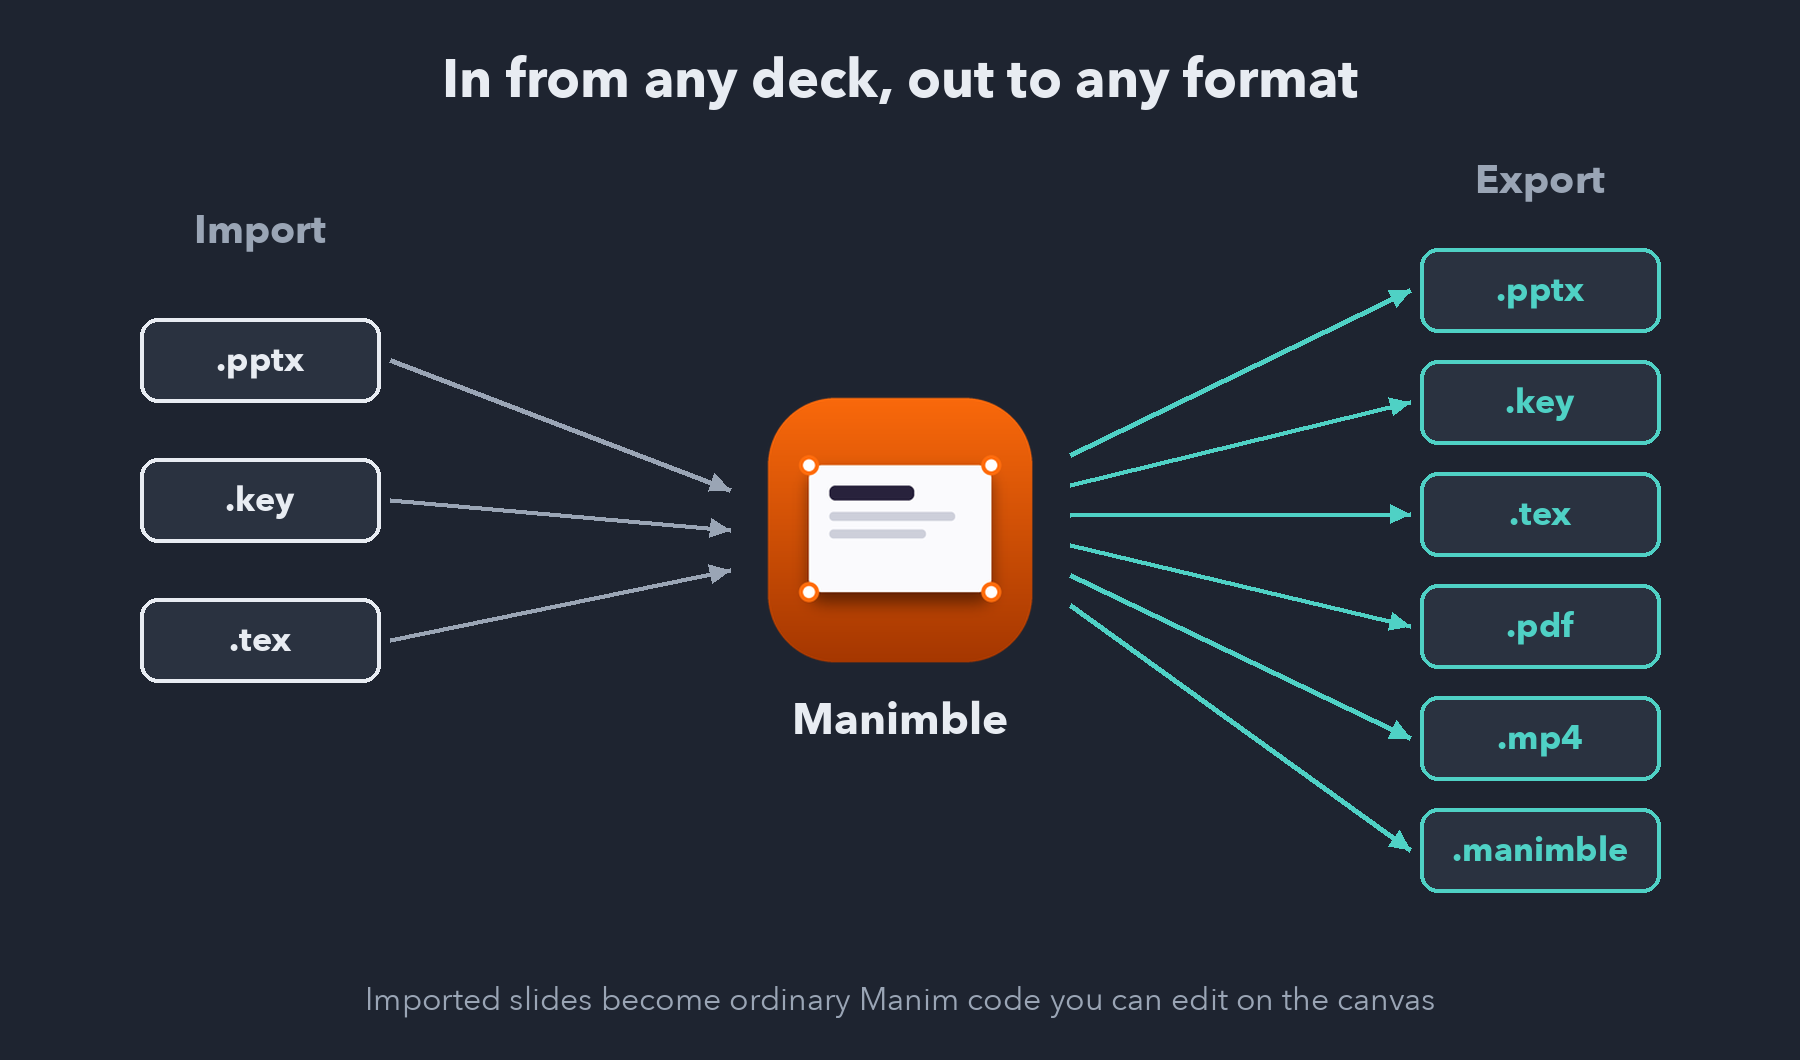 In from any deck, out to any format
Import
.pptx
.key
.tex
Manimble
Export
.pptx
.key
.tex
.pdf
.mp4
.manimble
Imported slides become ordinary Manim code you can edit on the canvas